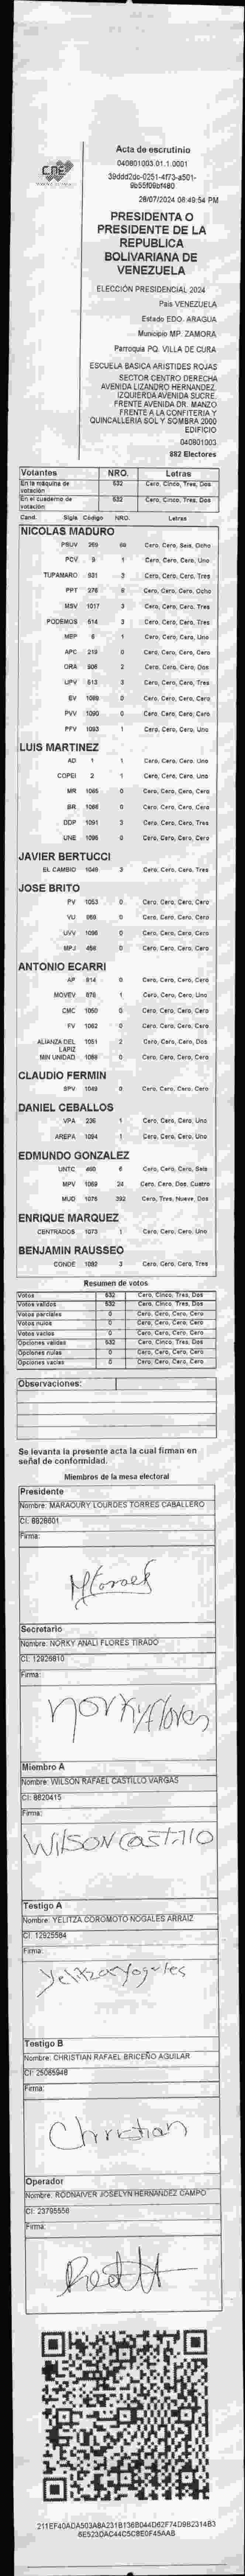 CNE
Acta de escrutinio
040801003.01.1.0001
39ddd2dc-0251-4f73-a501-
9b55f09bf480
28/07/2024 08:49:54 PM
PRESIDENTA O
PRESIDENTE DE LA
REPUBLICA
BOLIVARIANA DE
VENEZUELA
ELECCIÓN PRESIDENCIAL 2024
Pais VENEZUELA
Estado EDO. ARAGUA
Municipio MP. ZAMORA
Parroquia PQ. VILLA DE CURA
ESCUELA BASICA ARISTIDES ROJAS
SECTOR CENTRO DERECHA
AVENIDA LIZANDRO HERNANDEZ.
IZQUIERDA AVENIDA SUCRE.
FRENTE AVENIDA DR. MANZO
FRENTE A LA CONFITERIA Y
QUINCALLERIA SOL Y SOMBRA 2000
EDIFICIO
040801003
882 Electores
Votantes NRO. Letras
En la máquina de votación 532 Cero, Cinco, Tres, Dos
En el cuaderno de votación 532 Cero, Cinco, Tres, Dos
Cand. Sigla Código NRO. Letras
NICOLAS MADURO
PSUV 269 68 Cero, Cero, Seis, Ocho
PCV 9 1 Cero, Cero, Cero, Uno
TUPAMARO 931 3 Cero, Cero, Cero, Tres
PPT 276 8 Cero, Cero, Cero, Ocho
MSV 1017 3 Cero, Cero, Cero, Tres
PODEMOS 614 3 Cero, Cero, Cero, Tres
MEP 6 1 Cero, Cero, Cero, Uno
APC 219 0 Cero, Cero, Cero, Cero
ORA 906 2 Cero, Cero, Cero, Dos
UPV 613 3 Cero, Cero, Cero, Tres
EV 1089 0 Cero, Cero, Cero, Cero
PVV 1090 0 Cero, Cero, Cero, Cero
PFV 1093 1 Cero, Cero, Cero, Uno
LUIS MARTINEZ
AD 1 1 Cero, Cero, Cero, Uno
COPEI 2 1 Cero, Cero, Cero, Uno
MR 1065 0 Cero, Cero, Cero, Cero
BR 1066 0 Cero, Cero, Cero, Cero
DDP 1091 3 Cero, Cero, Cero, Tres
UNE 1096 0 Cero, Cero, Cero, Cero
JAVIER BERTUCCI
EL CAMBIO 1049 3 Cero, Cero, Cero, Tres
JOSE BRITO
PV 1053 0 Cero, Cero, Cero, Cero
VU 989 0 Cero, Cero, Cero, Cero
UVV 1096 0 Cero, Cero, Cero, Cero
MPJ 456 0 Cero, Cero, Cero, Cero
ANTONIO ECARRI
AP 814 0 Cero, Cero, Cero, Cero
MOVEV 878 1 Cero, Cero, Cero, Uno
CMC 1050 0 Cero, Cero, Cero, Cero
FV 1062 0 Cero, Cero, Cero, Cero
ALIANZA DEL LAPIZ 1051 2 Cero, Cero, Cero, Dos
MIN UNIDAD 1088 0 Cero, Cero, Cero, Cero
CLAUDIO FERMIN
SPV 1049 0 Cero, Cero, Cero, Cero
DANIEL CEBALLOS
VPA 236 1 Cero, Cero, Cero, Uno
AREPA 1094 1 Cero, Cero, Cero, Uno
EDMUNDO GONZALEZ
UNTC 490 6 Cero, Cero, Cero, Seis
MPV 1069 24 Cero, Cero, Dos, Cuatro
MUD 1076 392 Cero, Tres, Nueve, Dos
ENRIQUE MARQUEZ
CENTRADOS 1073 1 Cero, Cero, Cero, Uno
BENJAMIN RAUSSEO
CONDE 1092 3 Cero, Cero, Cero, Tres
Resumen de votos
Votos 532 Cero, Cinco, Tres, Dos
Votos validos 532 Cero, Cinco, Tres, Dos
Votos parciales 0 Cero, Cero, Cero, Cero
Votos nulos 0 Cero, Cero, Cero, Cero
Votos vacios 0 Cero, Cero, Cero, Cero
Opciones validas 532 Cero, Cinco, Tres, Dos
Opciones nulas 0 Cero, Cero, Cero, Cero
Opciones vacias 0 Cero, Cero, Cero, Cero
Observaciones:
Se levanta la presente acta la cual firman en
señal de conformidad.
Miembros de la mesa electoral
Presidente
Nombre: MARAOURY LOURDES TORRES CABALLERO
CI: 8826601
Firma:
Secretario
Nombre: NORKY ANALI FLORES TIRADO
CI: 12926810
Firma:
Norky flores
Miembro A
Nombre: WILSON RAFAEL CASTILLO VARGAS
CI: 8820415
Firma:
WILSON CASTILLO
Testigo A
Nombre: YELITZA COROMOTO NOGALES ARRAIZ
CI: 12925584
Firma:
Yelitza Nogales
Testigo B
Nombre: CHRISTIAN RAFAEL BRICEÑO AGUILAR
CI: 25065948
Firma:
Christian
Operador
Nombre: RODNAIVER JOSELYN HERNANDEZ CAMPO
CI: 23795556
Firma:
211EF40ADA503A8A231B136B044D62F74D982314B3
6E523DAC44C5C8E0F45AAB